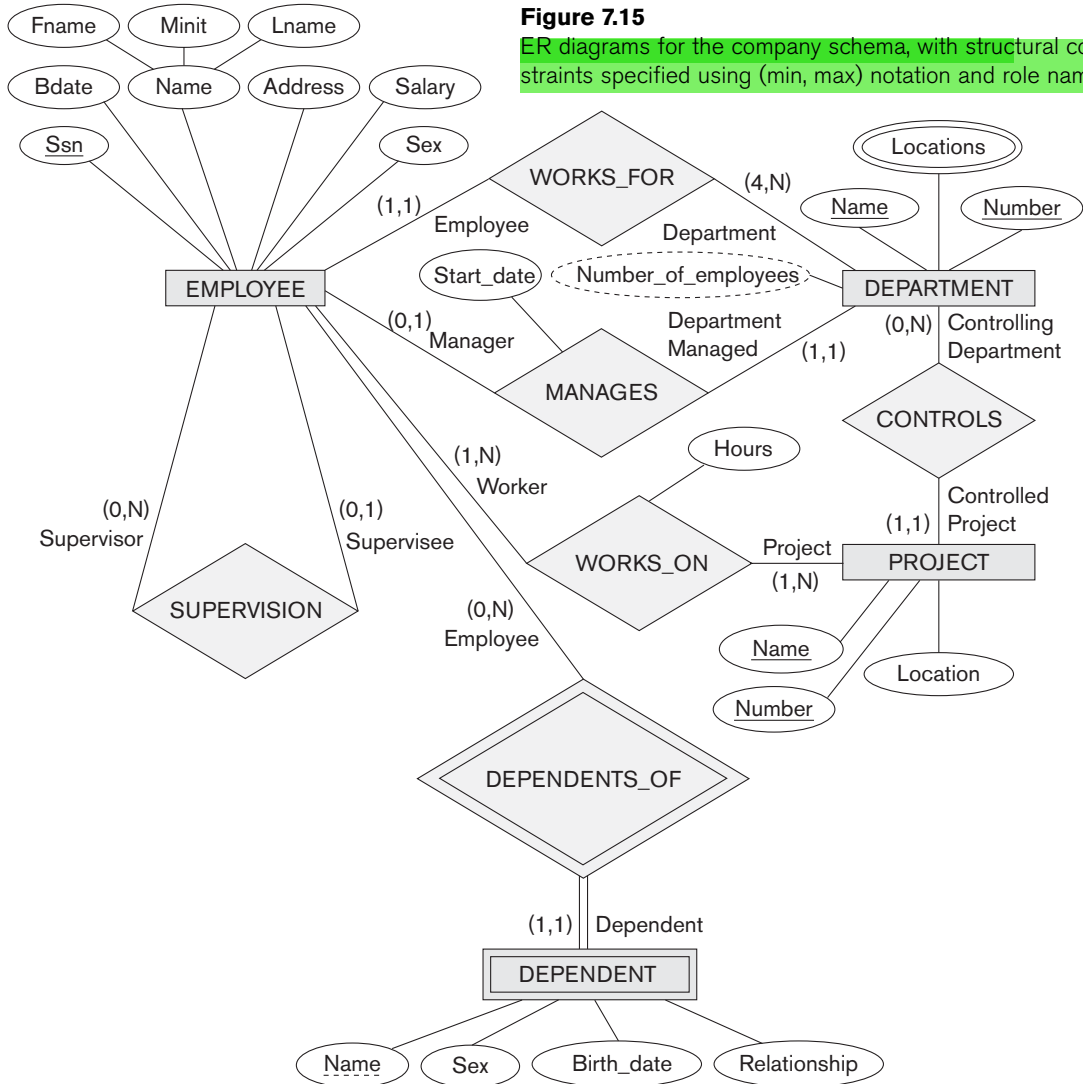 Figure 7.15
ER diagrams for the company schema, with structural co
straints specified using (min, max) notation and role nam
Fname Minit Lname
Bdate Name Address Salary
Ssn Sex
Locations
Name Number
WORKS_FOR
(1,1)
Employee
(4,N)
Department
Start_date
Number_of_employees
EMPLOYEE
DEPARTMENT
(0,1)
Manager
Department
Managed
(1,1)
MANAGES
(0,N)
Controlling
Department
CONTROLS
Hours
(1,N)
Worker
Controlled
Project
(1,1)
(0,N)
Supervisor
(0,1)
Supervisee
SUPERVISION
WORKS_ON
Project
(1,N)
PROJECT
Name
Number
Location
(0,N)
Employee
DEPENDENTS_OF
(1,1) Dependent
DEPENDENT
Name Sex Birth_date Relationship